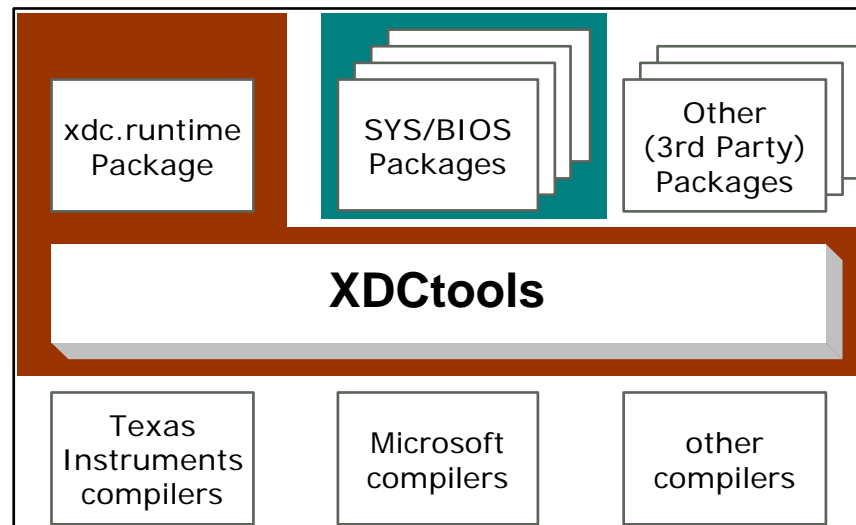 xdc.runtime
Package
SYS/BIOS
Packages
Other
(3rd Party)
Packages
XDCtools
Texas
Instruments
compilers
Microsoft
compilers
other
compilers